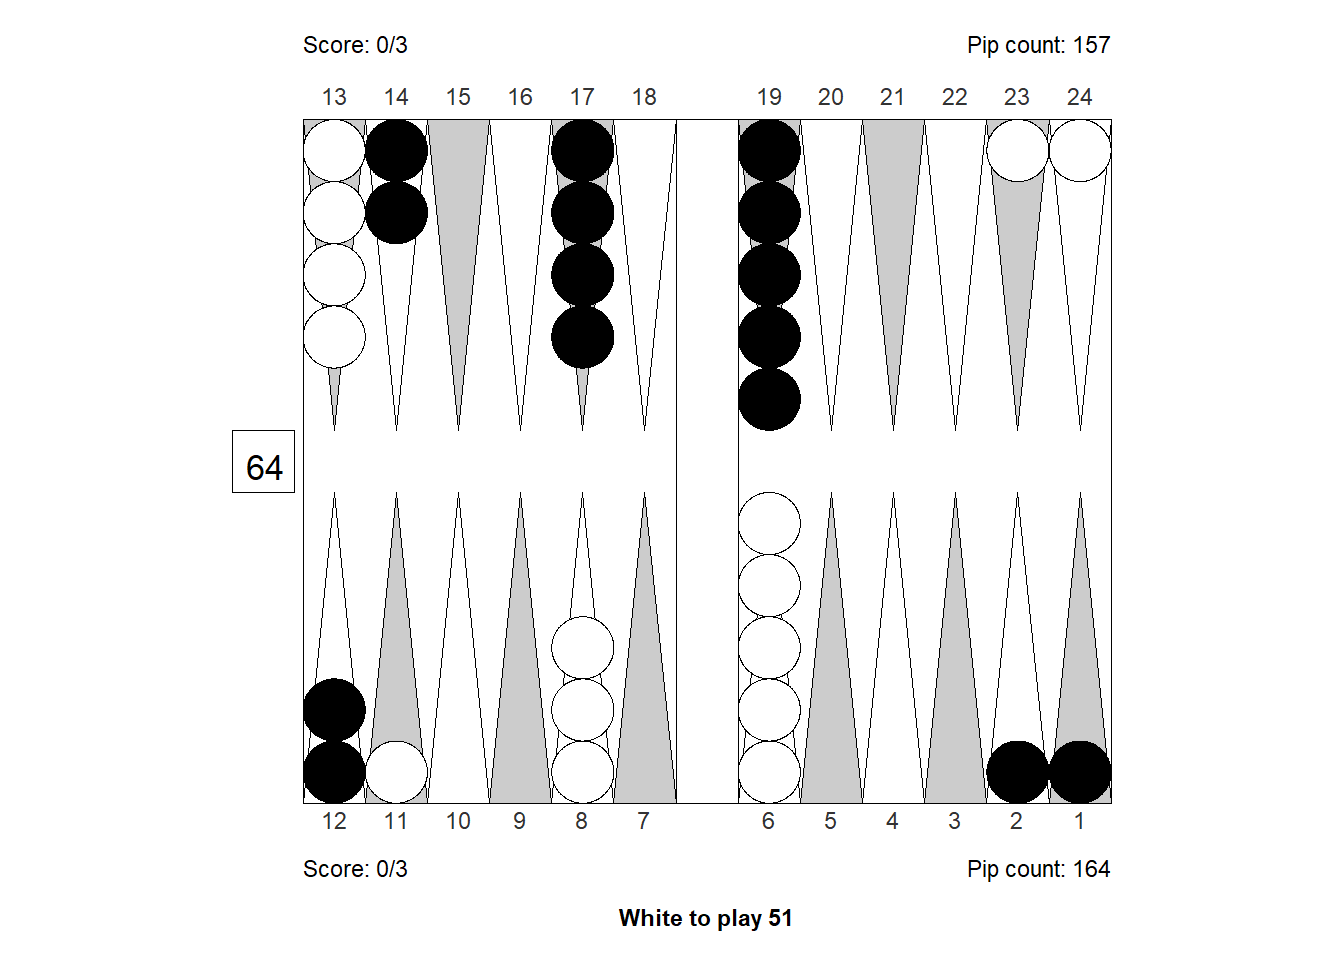 Score: 0/3 Pip count: 157
13 14 15 16 17 18 19 20 21 22 23 24
64
12 11 10 9 8 7 6 5 4 3 2 1
Score: 0/3 Pip count: 164
White to play 51